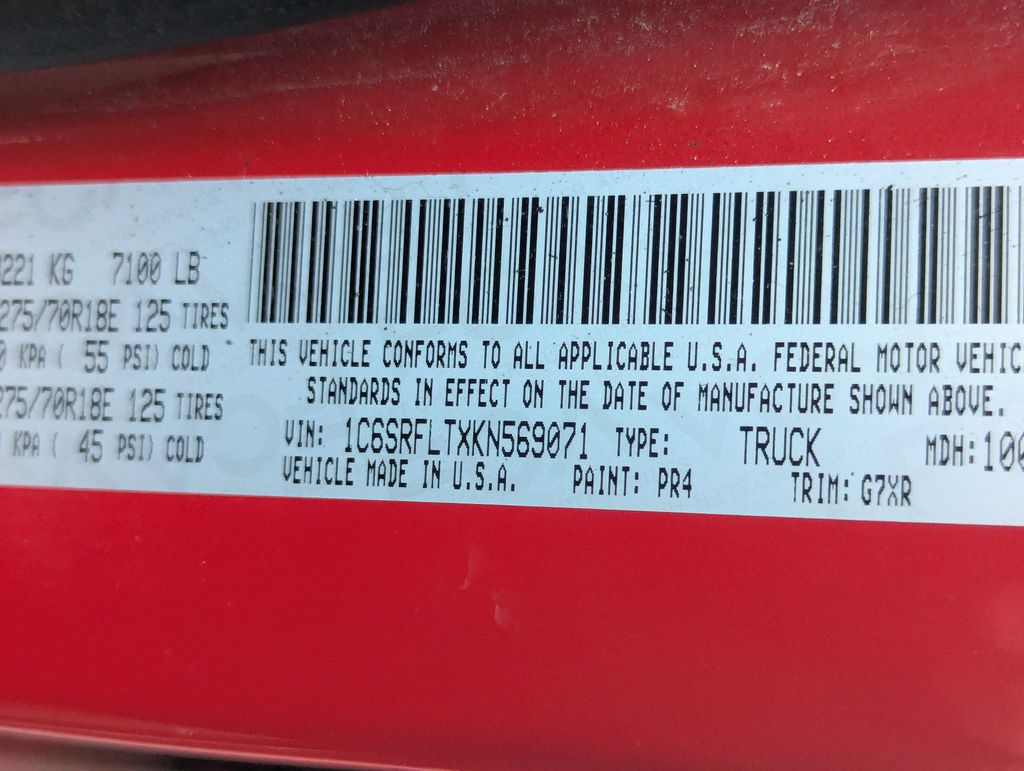 221 KG 7100 LB
275/70R18E 125 TIRES
0 KPA ( 55 PSI) COLD
275/70R18E 125 TIRES
KPA ( 45 PSI) COLD
THIS VEHICLE CONFORMS TO ALL APPLICABLE U.S.A. FEDERAL MOTOR VEHIC
STANDARDS IN EFFECT ON THE DATE OF MANUFACTURE SHOWN ABOVE.
VIN: 1C6SRFLTXKN569071 TYPE: TRUCK MDH: 100
VEHICLE MADE IN U.S.A. PAINT: PR4 TRIM: G7XR